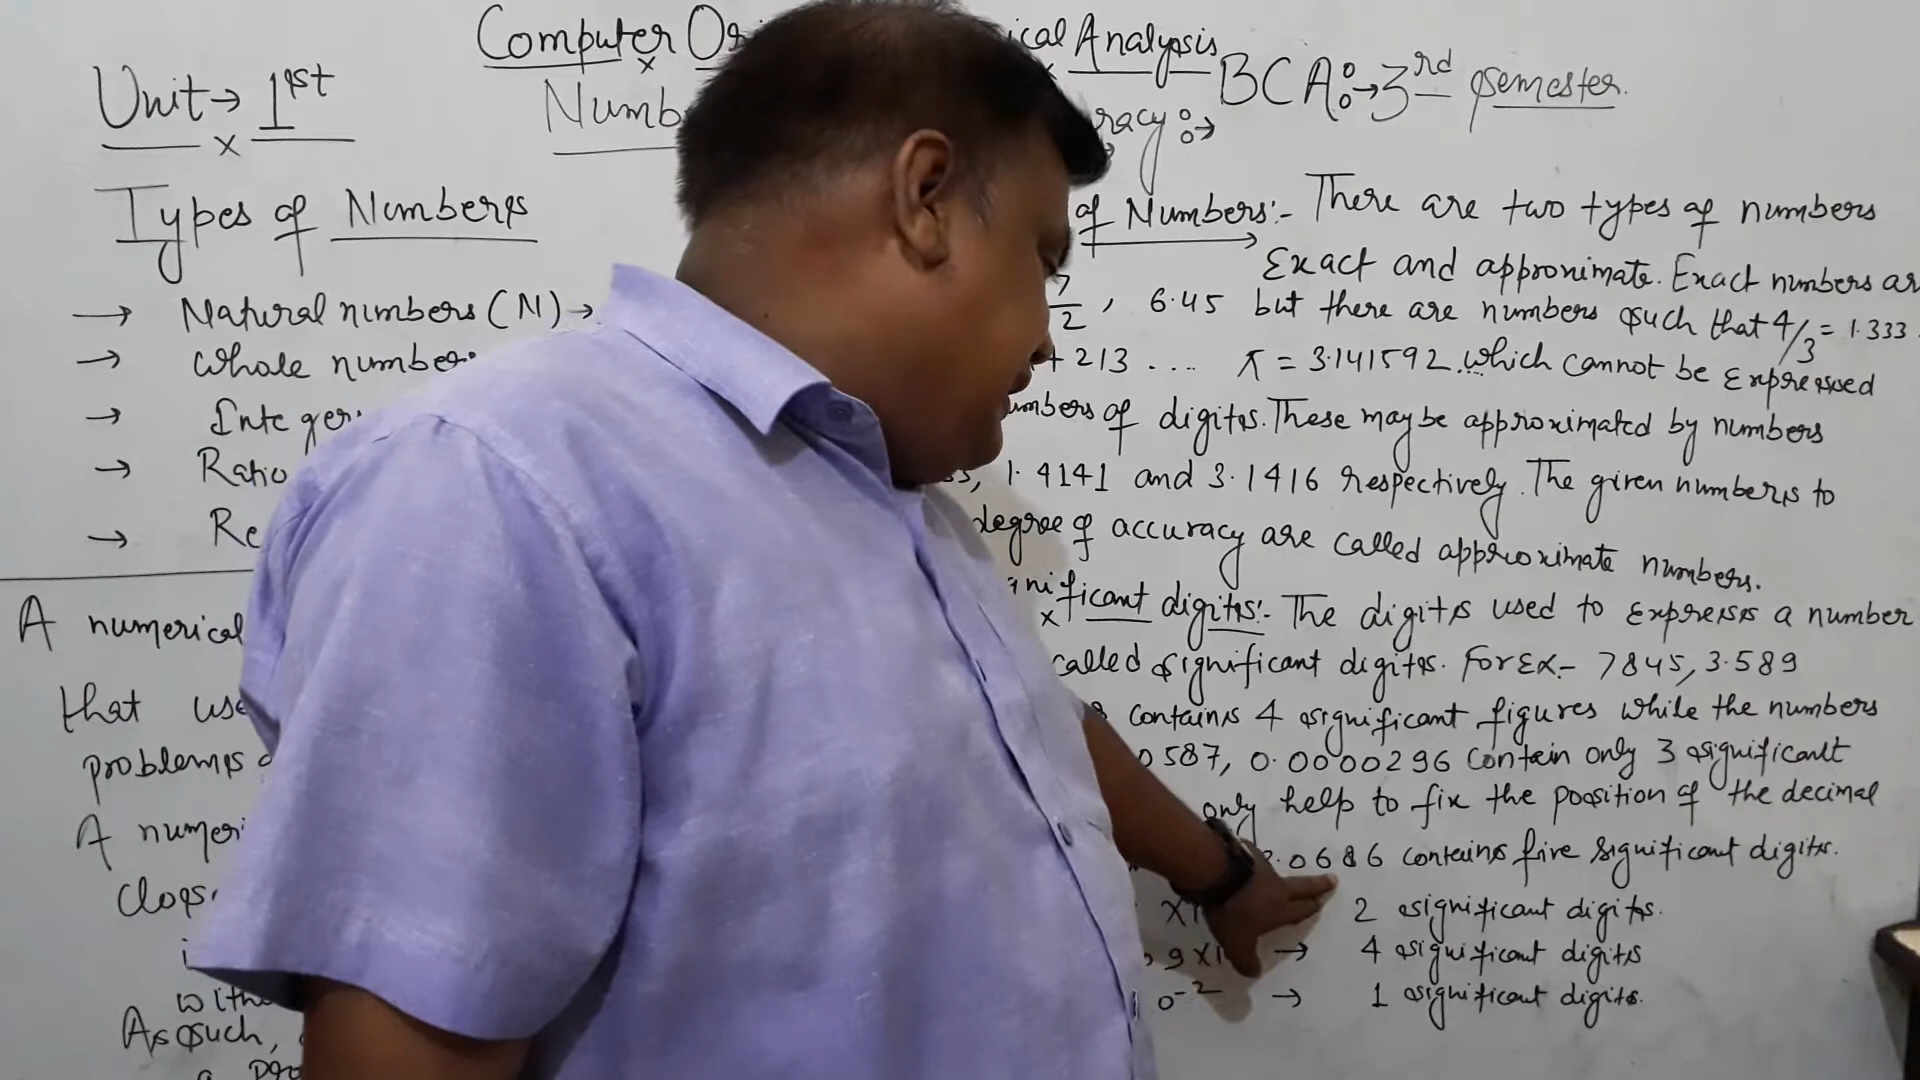 Computer ical Analysis
Unit → 1st
BCA → 3rd semester.
Numb racy →
Types of Numbers
→ Natural numbers (N) →
→ Whole number
→ Integer
→ Ratio
→ Re
A numerical
that use
problems
A numeri
with
As such,
of Numbers:- There are two types of numbers
Exact and approximate. Exact numbers ar
7/2, 6.45 but there are numbers such that 4/3 = 1.333
+ 213 .... π = 3.141592... which cannot be expressed
umbers of digits. These may be approximated by numbers
1.4141 and 3.1416 respectively. The given numbers to
degree of accuracy are called approximate numbers.
nificant digits:- The digits used to express a number
called significant digits. For Ex.- 7845, 3.589
contains 4 significant figures while the numbers
0587, 0.0000296 contain only 3 significant
only help to fix the position of the decimal
.0686 contains five significant digits.
2 significant digits.
9 X1 → 4 significant digits
0-2 → 1 significant digits.